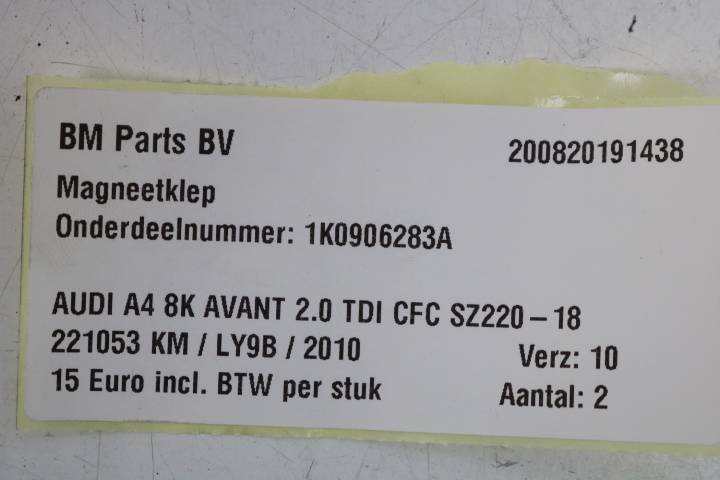 BM Parts BV
200820191438
Magneetklep
Onderdeelnummer: 1K0906283A
AUDI A4 8K AVANT 2.0 TDI CFC SZ220-18
221053 KM / LY9B / 2010
Verz: 10
15 Euro incl. BTW per stuk
Aantal: 2